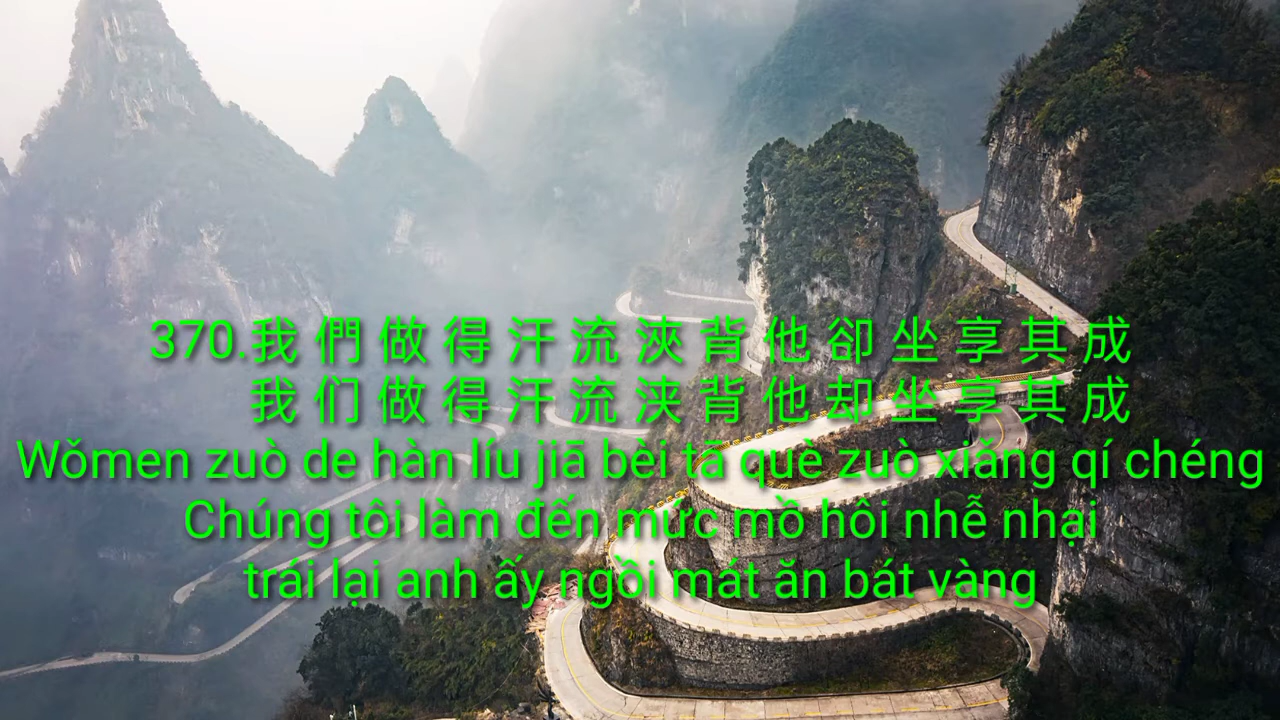 370.我 們 做 得 汗 流 浹 背 他 卻 坐 享 其 成
我 们 做 得 汗 流 浃 背 他 却 坐 享 其 成
Wǒmen zuò de hàn líu jiā bèi tā què zuò xiǎng qí chéng
Chúng tôi làm đến mức mồ hôi nhễ nhại
trái lại anh ấy ngồi mát ăn bát vàng